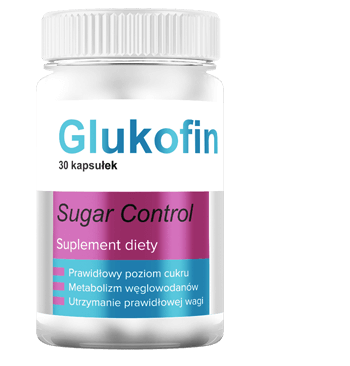 Glukofin
30 kapsułek
Sugar Control
Suplement diety
Prawidłowy poziom cukru
Metabolizm węglowodanów
Utrzymanie prawidłowej wagi